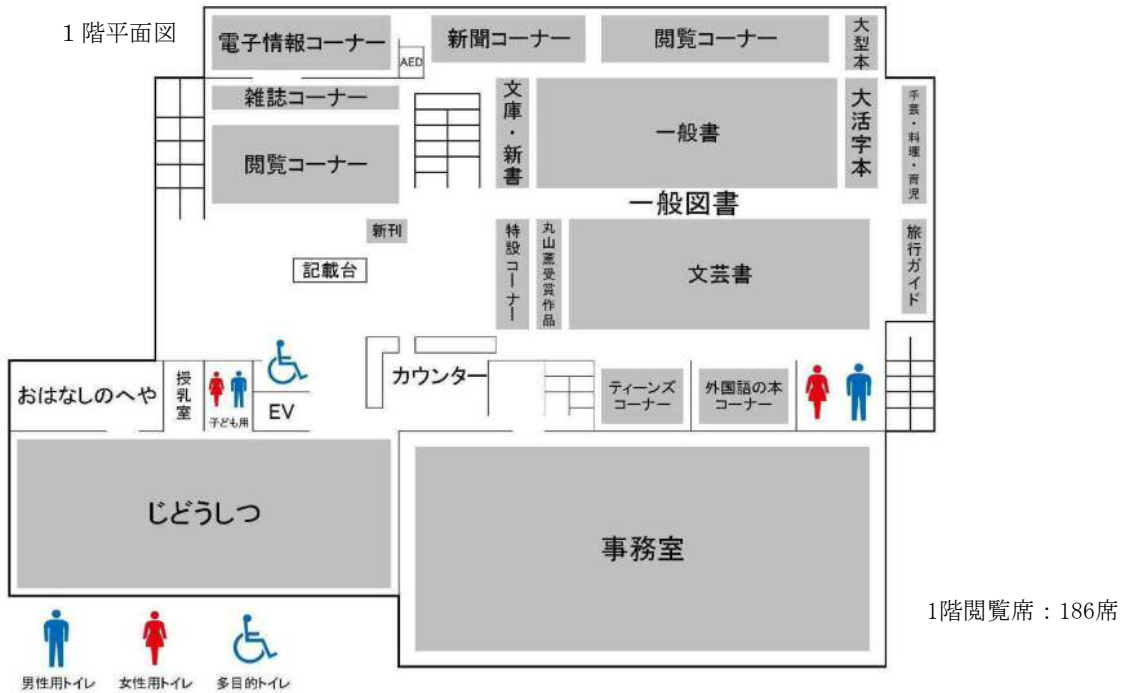 1階平面図
電子情報コーナー
AED
新聞コーナー
閲覧コーナー
大型本
雑誌コーナー
閲覧コーナー
文庫・新書
一般書
大活字本
手芸・料理・育児
一般図書
新刊
記載台
特設コーナー
丸山薫受賞作品
文芸書
旅行ガイド
おはなしのへや
授乳室
子ども用
EV
カウンター
ティーンズ
コーナー
外国語の本
コーナー
じどうしつ
事務室
1階閲覧席：186席
男性用トイレ
女性用トイレ
多目的トイレ